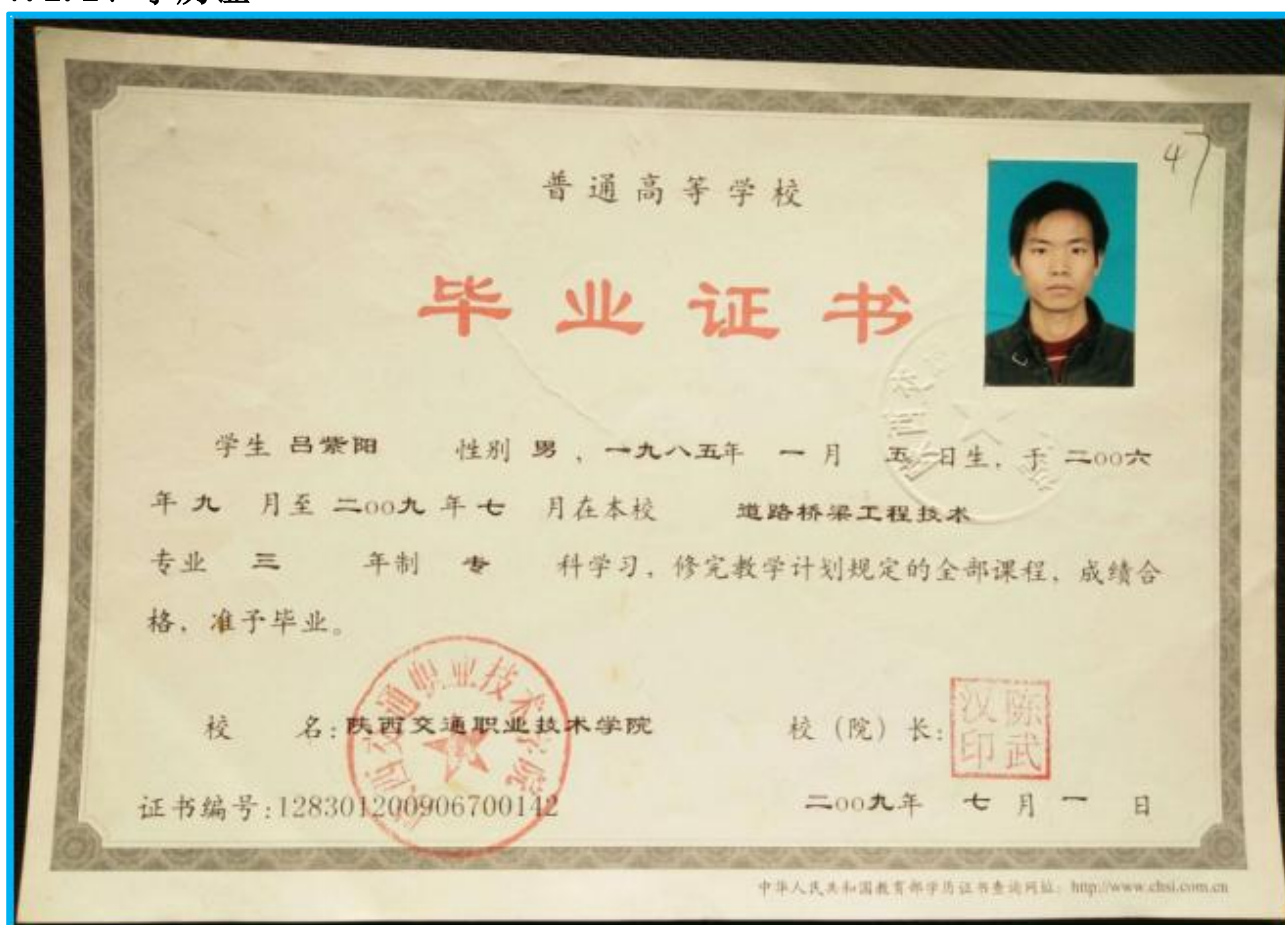 普通高等学校
47
毕业证书
学生 吕紫阳 性别 男 ，一九八五年 一 月 五 日生，于 二00六
年 九 月至 二00九 年 七 月在本校 道路桥梁工程技术
专业 三 年制 专 科学习，修完教学计划规定的全部课程，成绩合
格，准予毕业。
校 名：陕西交通职业技术学院 校（院）长：
陈武汉印
证书编号：128301200906700142 二00九年 七 月 一 日
中华人民共和国教育部学历证书查询网址：http://www.chsi.com.cn